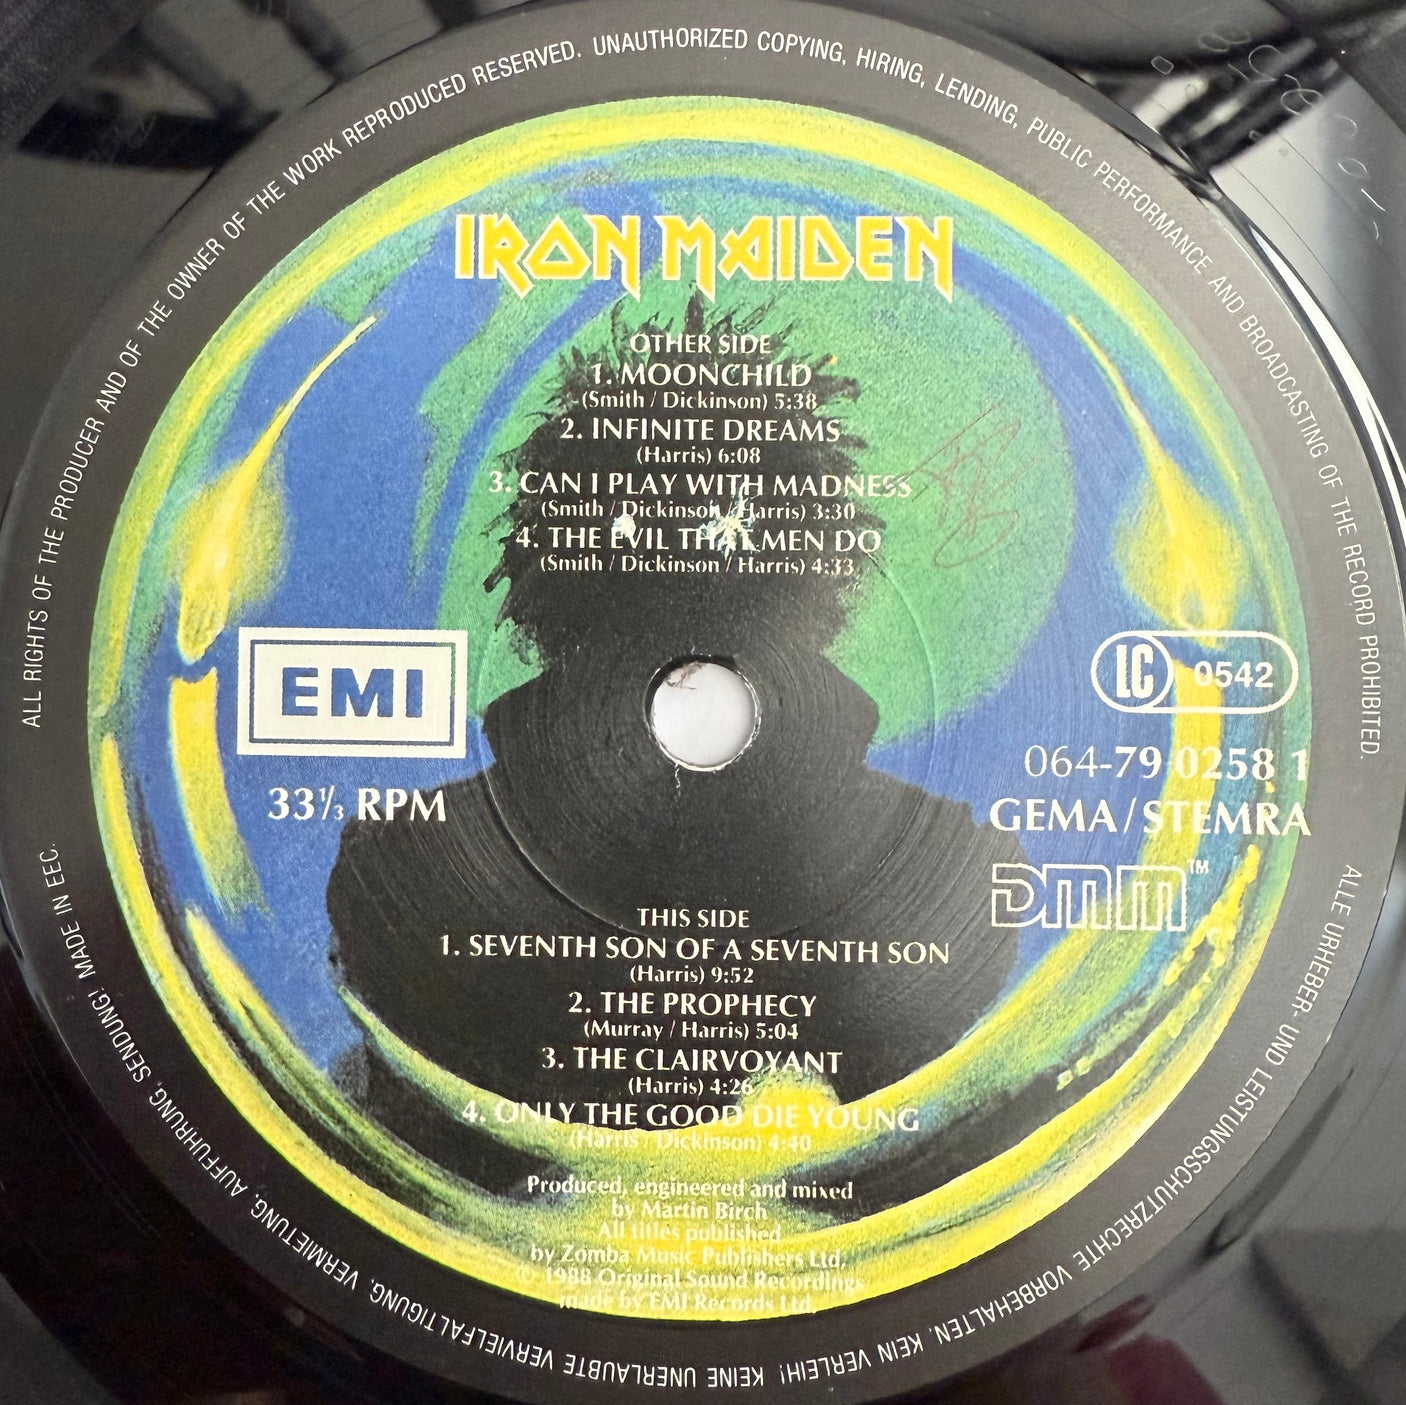 ALL RIGHTS OF THE PRODUCER AND OF THE OWNER OF THE WORK REPRODUCED RESERVED. UNAUTHORIZED COPYING, HIRING, LENDING, PUBLIC PERFORMANCE AND BROADCASTING OF THE RECORD PROHIBITED.
IRON MAIDEN
OTHER SIDE
1. MOONCHILD
(Smith / Dickinson) 5:38
2. INFINITE DREAMS
(Harris) 6:08
3. CAN I PLAY WITH MADNESS
(Smith / Dickinson / Harris) 3:30
4. THE EVIL THAT MEN DO
(Smith / Dickinson / Harris) 4:33
EMI
33⅓ RPM
LC 0542
064-79 0258 1
GEMA/STEMRA
DMM™
THIS SIDE
1. SEVENTH SON OF A SEVENTH SON
(Harris) 9:52
2. THE PROPHECY
(Murray / Harris) 5:04
3. THE CLAIRVOYANT
(Harris) 4:26
4. ONLY THE GOOD DIE YOUNG
(Harris / Dickinson) 4:40
Produced, engineered and mixed
by Martin Birch
All titles published
by Zomba Music Publishers Ltd,
℗ 1988 Original Sound Recordings
made by EMI Records Ltd,
ALLE URHEBER- UND LEISTUNGSSCHUTZRECHTE VORBEHALTEN. KEIN VERLEIH! KEINE UNERLAUBTE VERVIELFALTIGUNG, VERMIETUNG, AUFFUHRUNG, SENDUNG! MADE IN EEC.